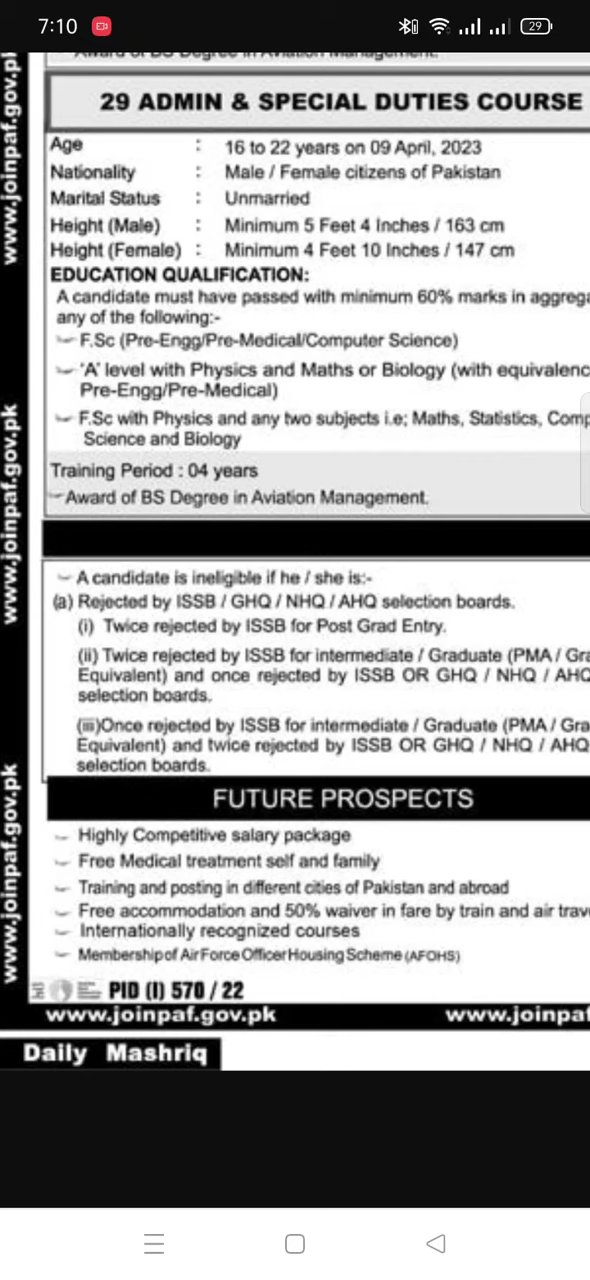 7:10
29
Award of BS Degree in Aviation Management.
29 ADMIN & SPECIAL DUTIES COURSE
Age : 16 to 22 years on 09 April, 2023
Nationality : Male / Female citizens of Pakistan
Marital Status : Unmarried
Height (Male) : Minimum 5 Feet 4 Inches / 163 cm
Height (Female) : Minimum 4 Feet 10 Inches / 147 cm
EDUCATION QUALIFICATION:
A candidate must have passed with minimum 60% marks in aggrega
any of the following:-
F.Sc (Pre-Engg/Pre-Medical/Computer Science)
'A' level with Physics and Maths or Biology (with equivalenc
Pre-Engg/Pre-Medical)
F.Sc with Physics and any two subjects i.e; Maths, Statistics, Comp
Science and Biology
Training Period : 04 years
Award of BS Degree in Aviation Management.
A candidate is ineligible if he / she is:-
(a) Rejected by ISSB / GHQ / NHQ / AHQ selection boards.
(i) Twice rejected by ISSB for Post Grad Entry.
(ii) Twice rejected by ISSB for intermediate / Graduate (PMA / Gra
Equivalent) and once rejected by ISSB OR GHQ / NHQ / AHQ
selection boards.
(iii)Once rejected by ISSB for intermediate / Graduate (PMA / Gra
Equivalent) and twice rejected by ISSB OR GHQ / NHQ / AHQ
selection boards.
FUTURE PROSPECTS
Highly Competitive salary package
Free Medical treatment self and family
Training and posting in different cities of Pakistan and abroad
Free accommodation and 50% waiver in fare by train and air trave
Internationally recognized courses
Membership of Air Force Officer Housing Scheme (AFOHS)
PID (I) 570 / 22
www.joinpaf.gov.pk www.joinpaf
Daily Mashriq
www.joinpaf.gov.pk
www.joinpaf.gov.pk
www.joinpaf.gov.pk